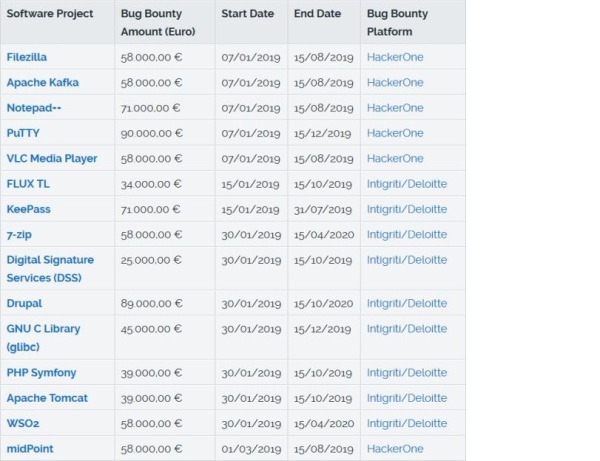 Software Project Bug Bounty Amount (Euro) Start Date End Date Bug Bounty Platform
Filezilla 58 000.00 € 07/01/2019 15/08/2019 HackerOne
Apache Kafka 58 000.00 € 07/01/2019 15/08/2019 HackerOne
Notepad++ 71 000.00 € 07/01/2019 15/08/2019 HackerOne
PuTTY 90 000.00 € 07/01/2019 15/12/2019 HackerOne
VLC Media Player 58 000.00 € 07/01/2019 15/08/2019 HackerOne
FLUX TL 34 000.00 € 15/01/2019 15/10/2019 Intigriti/Deloitte
KeePass 71 000.00 € 15/01/2019 31/07/2019 Intigriti/Deloitte
7-zip 58 000.00 € 30/01/2019 15/04/2020 Intigriti/Deloitte
Digital Signature Services (DSS) 25 000.00 € 30/01/2019 15/10/2019 Intigriti/Deloitte
Drupal 89 000.00 € 30/01/2019 15/10/2020 Intigriti/Deloitte
GNU C Library (glibc) 45 000.00 € 30/01/2019 15/12/2019 Intigriti/Deloitte
PHP Symfony 39 000.00 € 30/01/2019 15/10/2019 Intigriti/Deloitte
Apache Tomcat 39 000.00 € 30/01/2019 15/10/2019 Intigriti/Deloitte
WSO2 58 000.00 € 30/01/2019 15/04/2020 Intigriti/Deloitte
midPoint 58 000.00 € 01/03/2019 15/08/2019 HackerOne